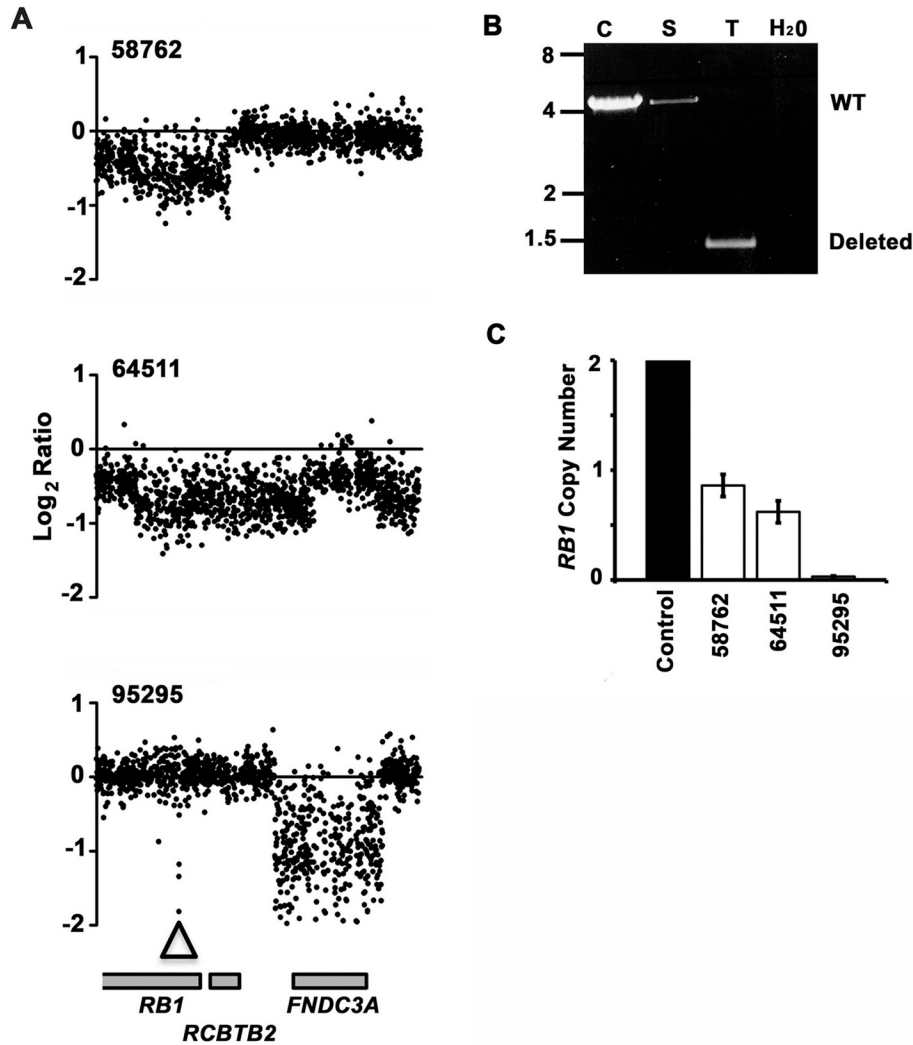 A
58762
1
0
-1
-2
64511
1
0
-1
-2
Log2 Ratio
95295
1
0
-1
-2
RB1
RCBTB2
FNDC3A
B
C S T H20
8
4
2
1.5
WT
Deleted
C
RB1 Copy Number
2
1
0
Control
58762
64511
95295